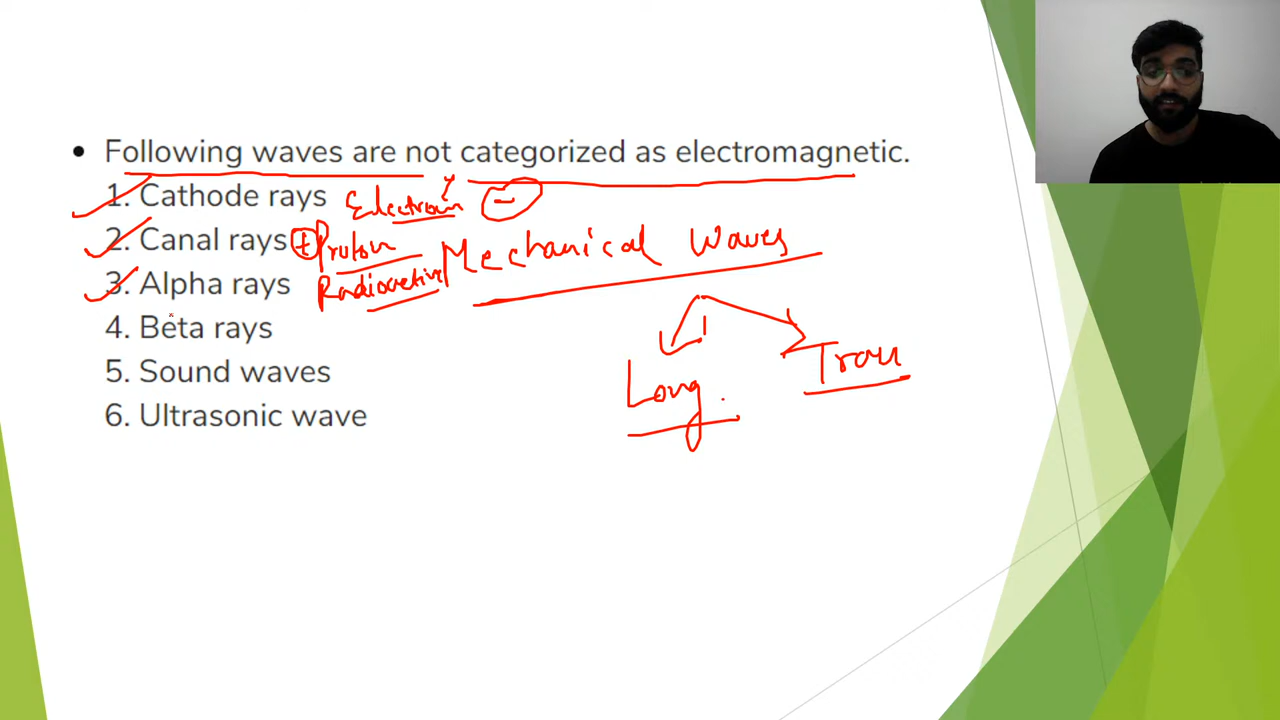 • Following waves are not categorized as electromagnetic.
1. Cathode rays Electron -
2. Canal rays + Proton
Mechanical Waves
3. Alpha rays Radioactive
4. Beta rays
5. Sound waves
6. Ultrasonic wave
Long.